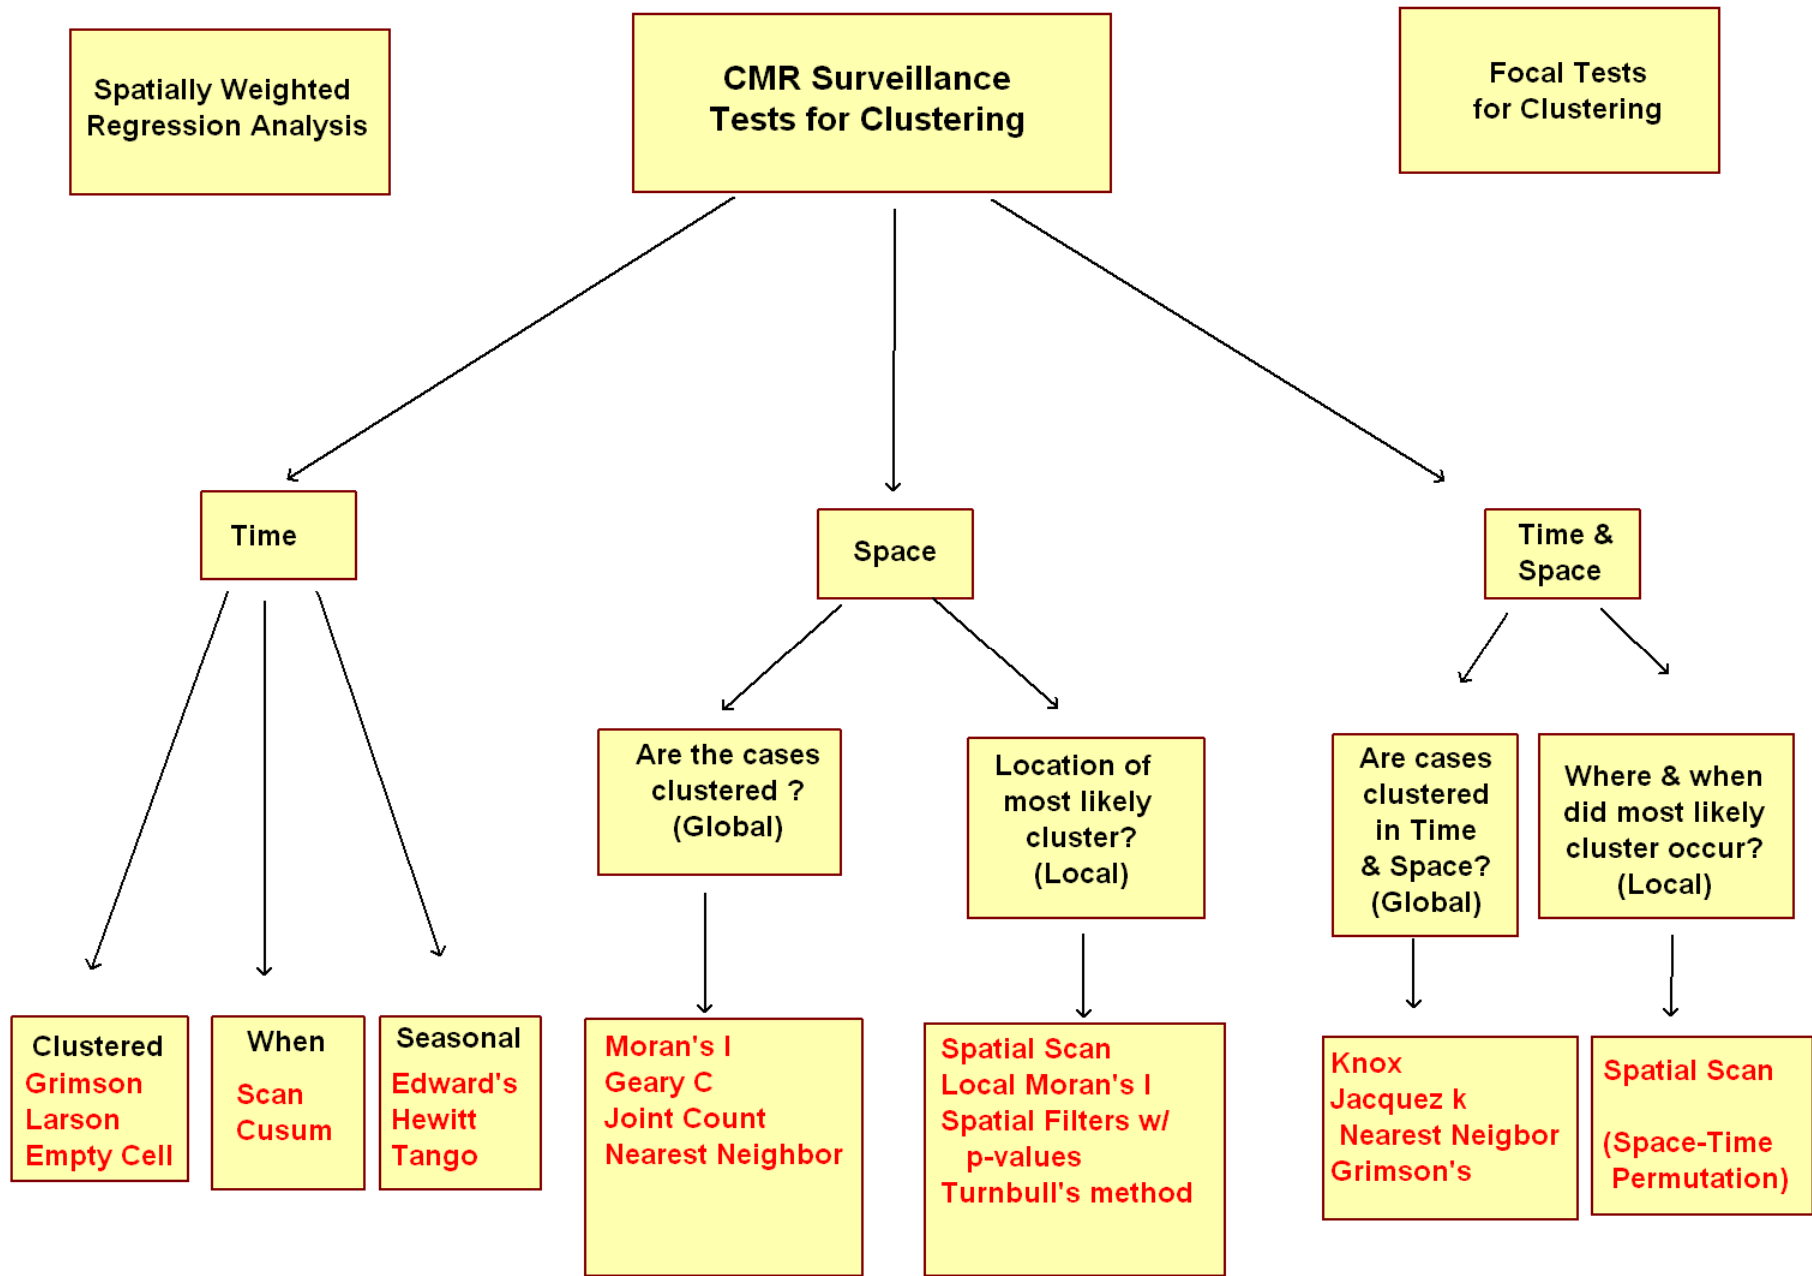 Spatially Weighted
Regression Analysis
CMR Surveillance
Tests for Clustering
Focal Tests
for Clustering
Time
Space
Time &
Space
Are the cases
clustered ?
(Global)
Location of
most likely
cluster?
(Local)
Are cases
clustered
in Time
& Space?
(Global)
Where & when
did most likely
cluster occur?
(Local)
Clustered
Grimson
Larson
Empty Cell
When
Scan
Cusum
Seasonal
Edward's
Hewitt
Tango
Moran's I
Geary C
Joint Count
Nearest Neighbor
Spatial Scan
Local Moran's I
Spatial Filters w/
p-values
Turnbull's method
Knox
Jacquez k
Nearest Neigbor
Grimson's
Spatial Scan
(Space-Time
Permutation)